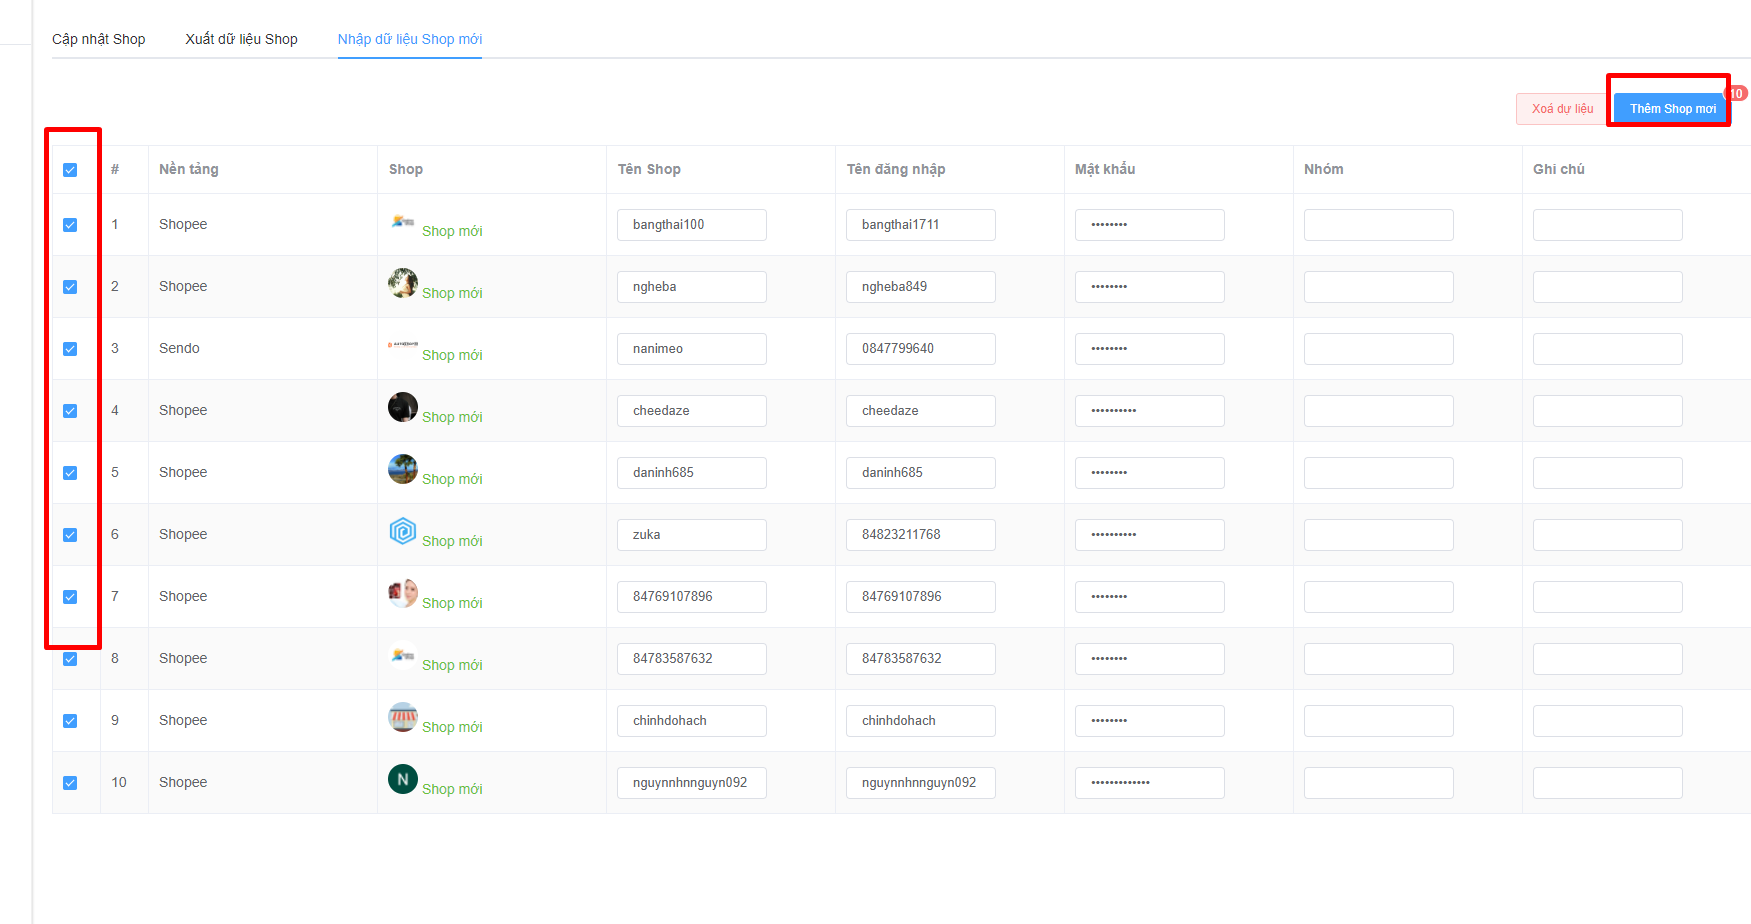 Cập nhật Shop Xuất dữ liệu Shop Nhập dữ liệu Shop mới
Xoá dự liệu Thêm Shop mơi 10
# Nền tảng Shop Tên Shop Tên đăng nhập Mật khẩu Nhóm Ghi chú
1 Shopee Shop mới bangthai100 bangthai1711 ••••••••
2 Shopee Shop mới ngheba ngheba849 ••••••••
3 Sendo Shop mới nanimeo 0847799640 ••••••••
4 Shopee Shop mới cheedaze cheedaze ••••••••••
5 Shopee Shop mới daninh685 daninh685 ••••••••
6 Shopee Shop mới zuka 84823211768 ••••••••••
7 Shopee Shop mới 84769107896 84769107896 ••••••••
8 Shopee Shop mới 84783587632 84783587632 ••••••••
9 Shopee Shop mới chinhdohach chinhdohach ••••••••
10 Shopee N Shop mới nguynnhnnguyn092 nguynnhnnguyn092 •••••••••••••